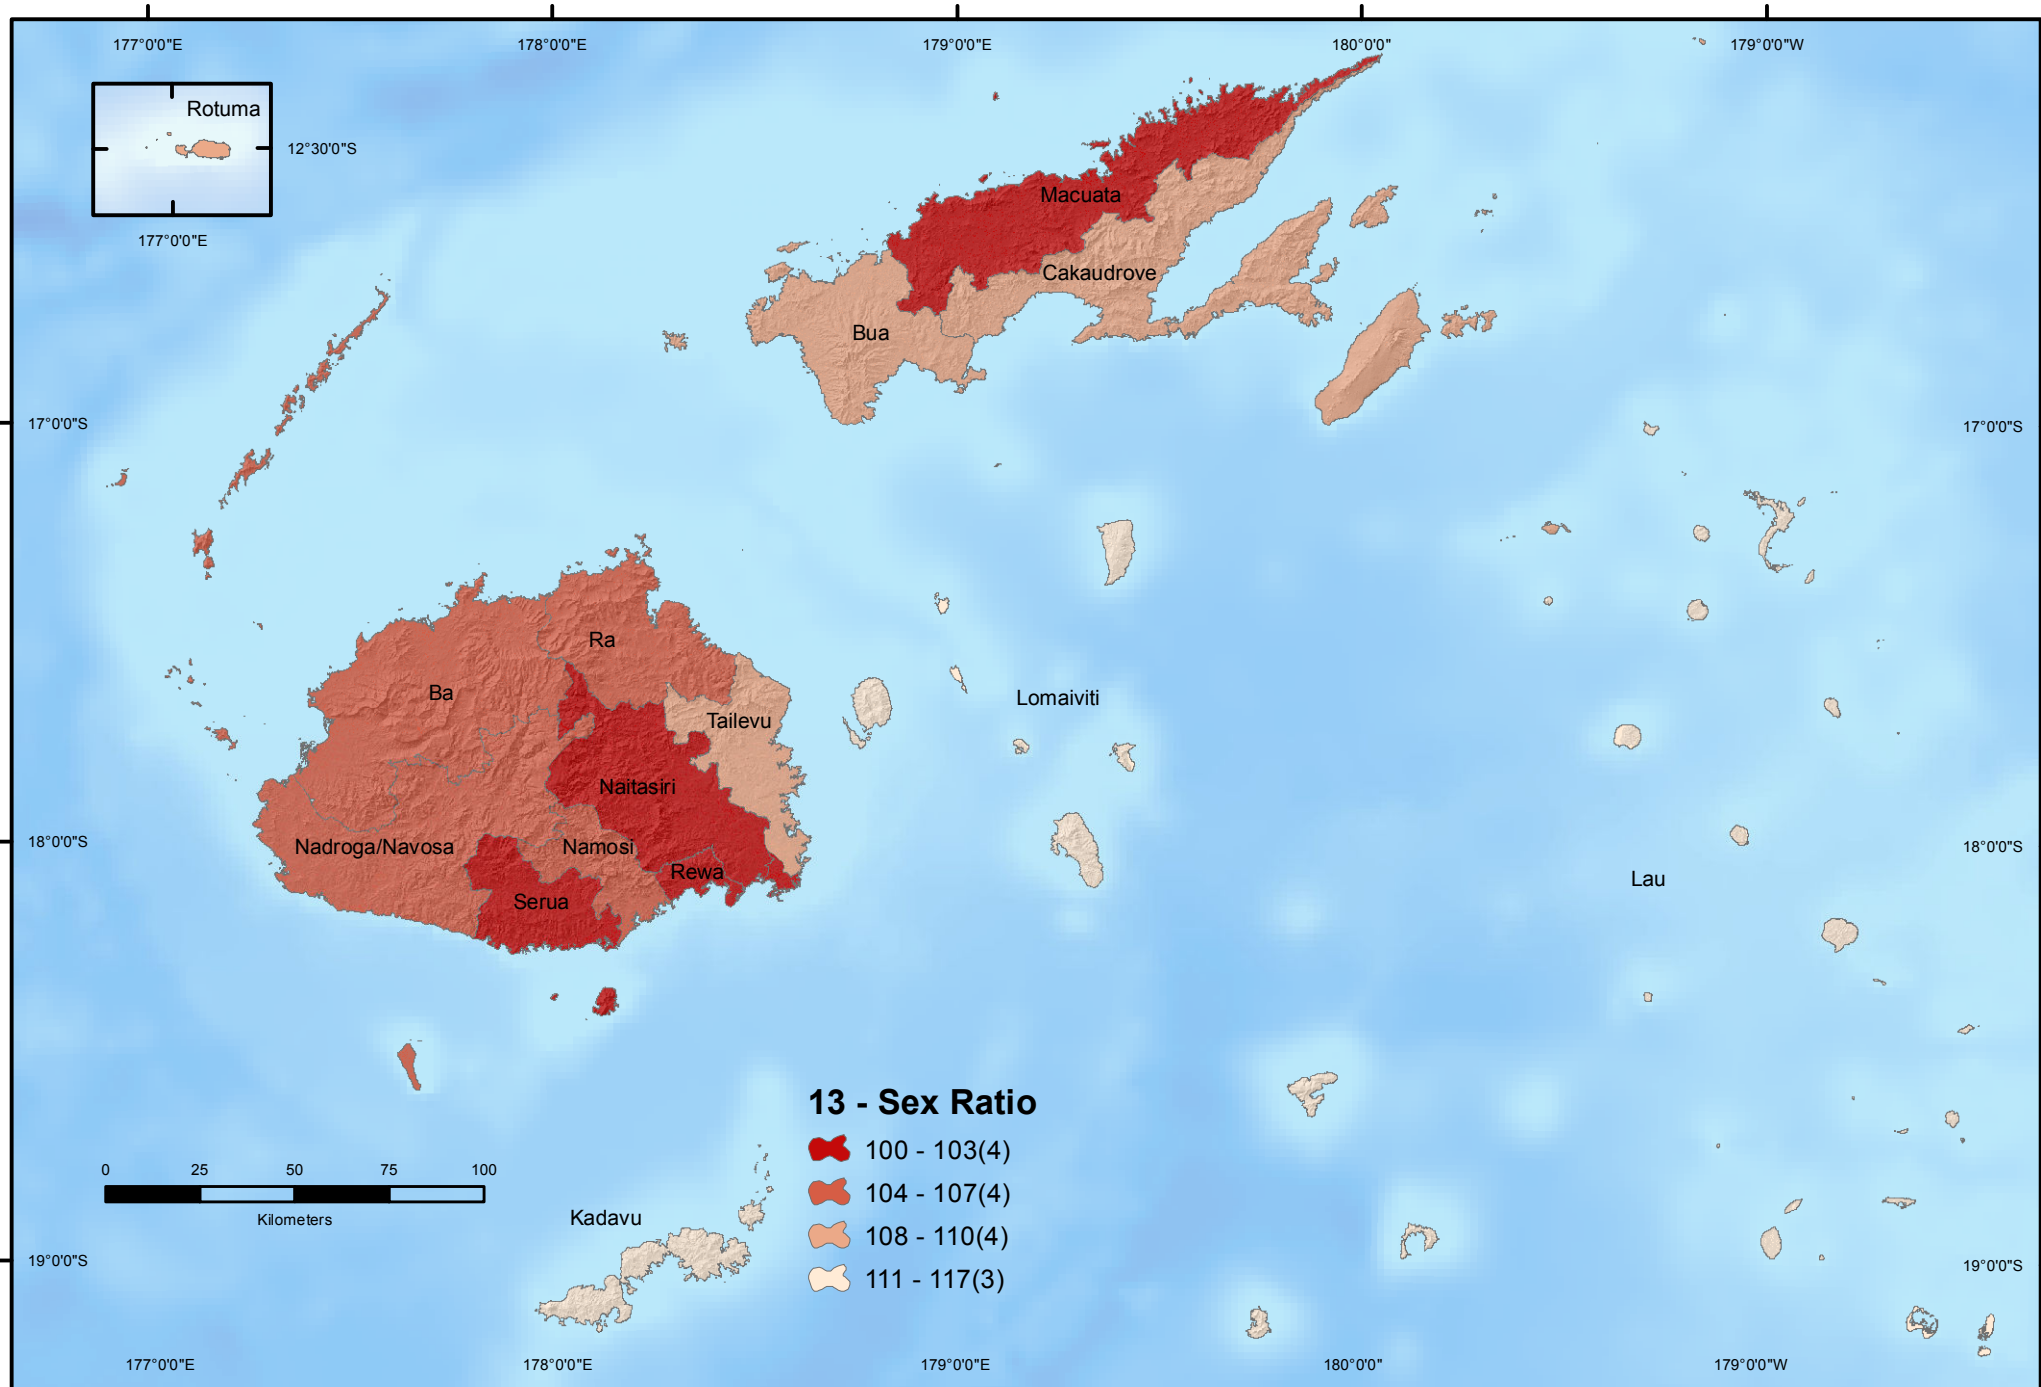 177°0'0"E
178°0'0"E
179°0'0"E
180°0'0"
179°0'0"W
Rotuma
12°30'0"S
177°0'0"E
Macuata
Cakaudrove
Bua
17°0'0"S
17°0'0"S
Ra
Ba
Tailevu
Lomaiviti
Naitasiri
Nadroga/Navosa
Namosi
18°0'0"S
18°0'0"S
Rewa
Lau
Serua
13 - Sex Ratio
100 - 103(4)
104 - 107(4)
108 - 110(4)
111 - 117(3)
0 25 50 75 100
Kilometers
Kadavu
19°0'0"S
19°0'0"S
177°0'0"E
178°0'0"E
179°0'0"E
180°0'0"
179°0'0"W